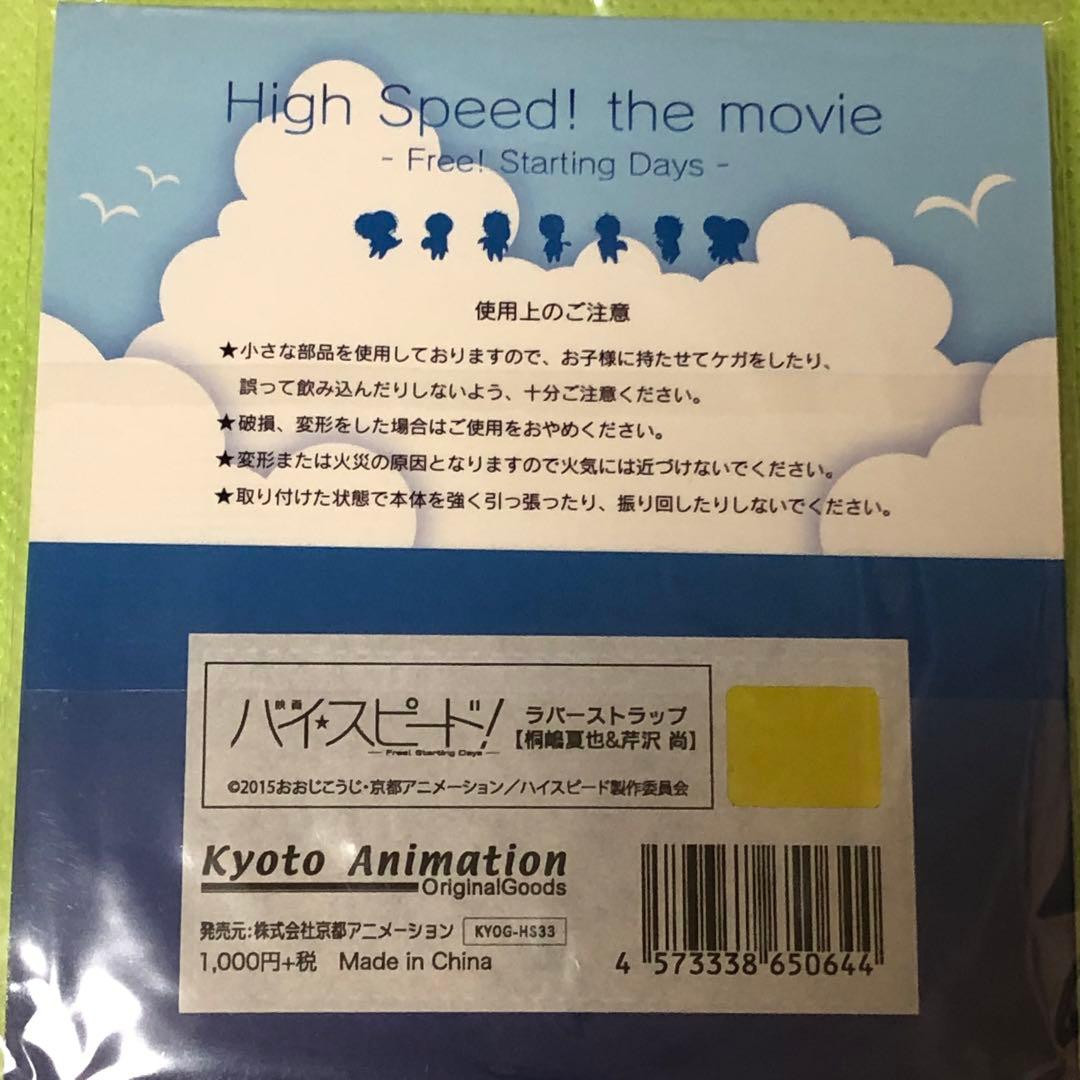 High Speed! the movie
- Free! Starting Days -
使用上のご注意
★小さな部品を使用しておりますので、お子様に持たせてケガをしたり、
誤って飲み込んだりしないよう、十分ご注意ください。
★破損、変形をした場合はご使用をおやめください。
★変形または火災の原因となりますので火気には近づけないでください。
★取り付けた状態で本体を強く引っ張ったり、振り回したりしないでください。
映画
ハイ☆スピード!
— Free! Starting Days —
ラバーストラップ
【桐嶋夏也&芹沢 尚】
©2015おおじこうじ・京都アニメーション/ハイスピード製作委員会
Kyoto Animation
OriginalGoods
発売元:株式会社京都アニメーション KYOG-HS33
1,000円+税 Made in China
4 573338 650644